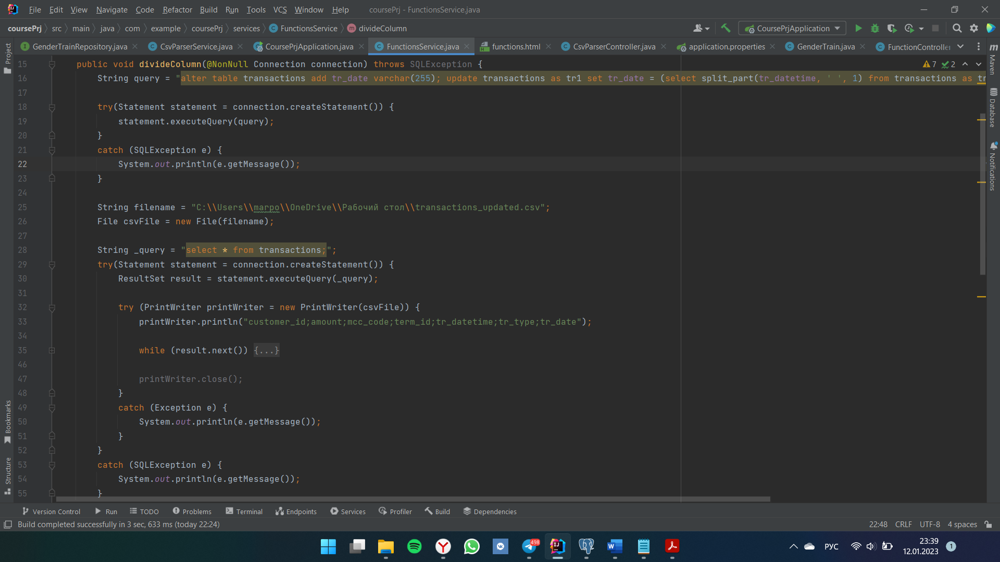 File Edit View Navigate Code Refactor Build Run Tools VCS Window Help coursePrj - FunctionsService.java
coursePrj src main java com example coursePrj services FunctionsService divideColumn CoursePrjApplication
GenderTrainRepository.java CsvParserService.java CoursePrjApplication.java FunctionsService.java functions.html CsvParserController.java application.properties GenderTrain.java FunctionControlle
Project
Bookmarks
Structure
Maven
Database
Notifications
7 2
15 public void divideColumn(@NonNull Connection connection) throws SQLException {
16 String query = "alter table transactions add tr_date varchar(255); update transactions as tr1 set tr_date = (select split_part(tr_datetime, ' ', 1) from transactions as tr
17
18 try(Statement statement = connection.createStatement()) {
19 statement.executeQuery(query);
20 }
21 catch (SQLException e) {
22 System.out.println(e.getMessage());
23 }
24
25 String filename = "C:\\Users\\marpo\\OneDrive\\Рабочий стол\\transactions_updated.csv";
26 File csvFile = new File(filename);
27
28 String _query = "select * from transactions;";
29 try(Statement statement = connection.createStatement()) {
30 ResultSet result = statement.executeQuery(_query);
31
32 try (PrintWriter printWriter = new PrintWriter(csvFile)) {
33 printWriter.println("customer_id;amount;mcc_code;term_id;tr_datetime;tr_type;tr_date");
34
35 while (result.next()) {...}
46
47 printWriter.close();
48 }
49 catch (Exception e) {
50 System.out.println(e.getMessage());
51 }
52 }
53 catch (SQLException e) {
54 System.out.println(e.getMessage());
55 }
Version Control Run TODO Problems Terminal Endpoints Services Profiler Build Dependencies
Build completed successfully in 3 sec, 633 ms (today 22:24) 22:48 CRLF UTF-8 4 spaces
498
РУС
23:39
12.01.2023
1